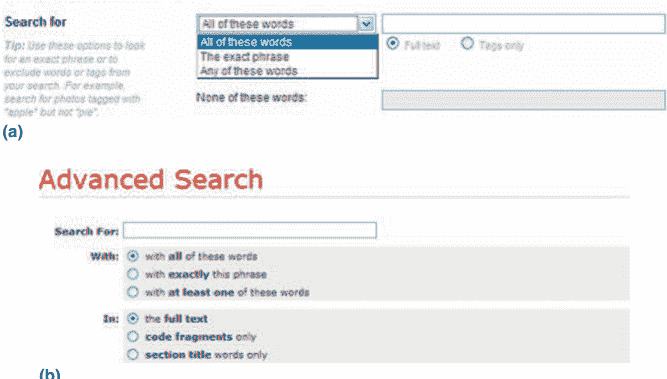 Search for
All of these words
All of these words
The exact phrase
Any of these words
Full text
Tags only
Tip: Use these options to look
for an exact phrase or to
exclude words or tags from
your search. For example,
search for photos tagged with
"apple" but not "pie".
None of these words:
(a)
Advanced Search
Search For:
With:
with all of these words
with exactly this phrase
with at least one of these words
In:
the full text
code fragments only
section title words only
(b)